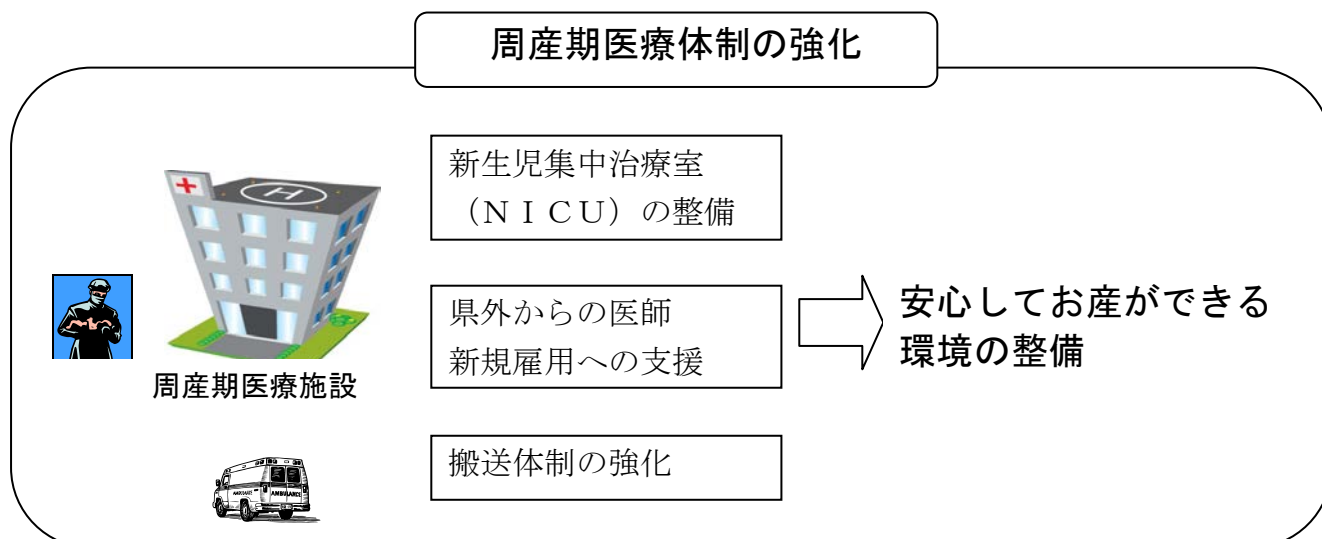 周産期医療体制の強化
新生児集中治療室
（ＮＩＣＵ）の整備
県外からの医師
新規雇用への支援
安心してお産ができる
環境の整備
周産期医療施設
搬送体制の強化
H
AMBULANCE
AMBULANCE